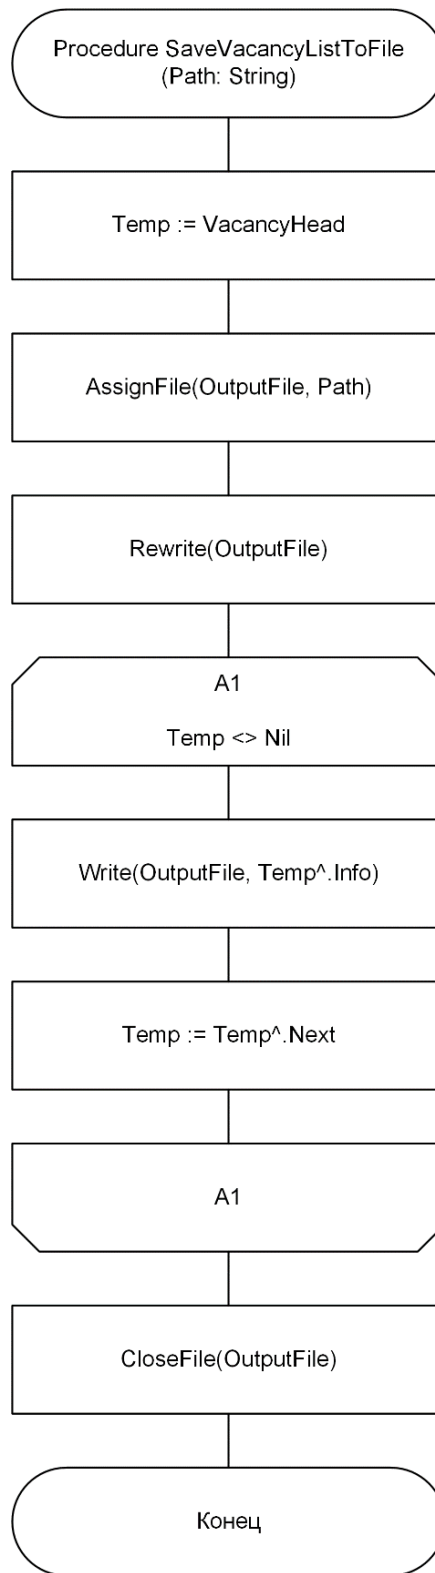 Procedure SaveVacancyListToFile
(Path: String)
Temp := VacancyHead
AssignFile(OutputFile, Path)
Rewrite(OutputFile)
A1
Temp <> Nil
Write(OutputFile, Temp^.Info)
Temp := Temp^.Next
A1
CloseFile(OutputFile)
Конец